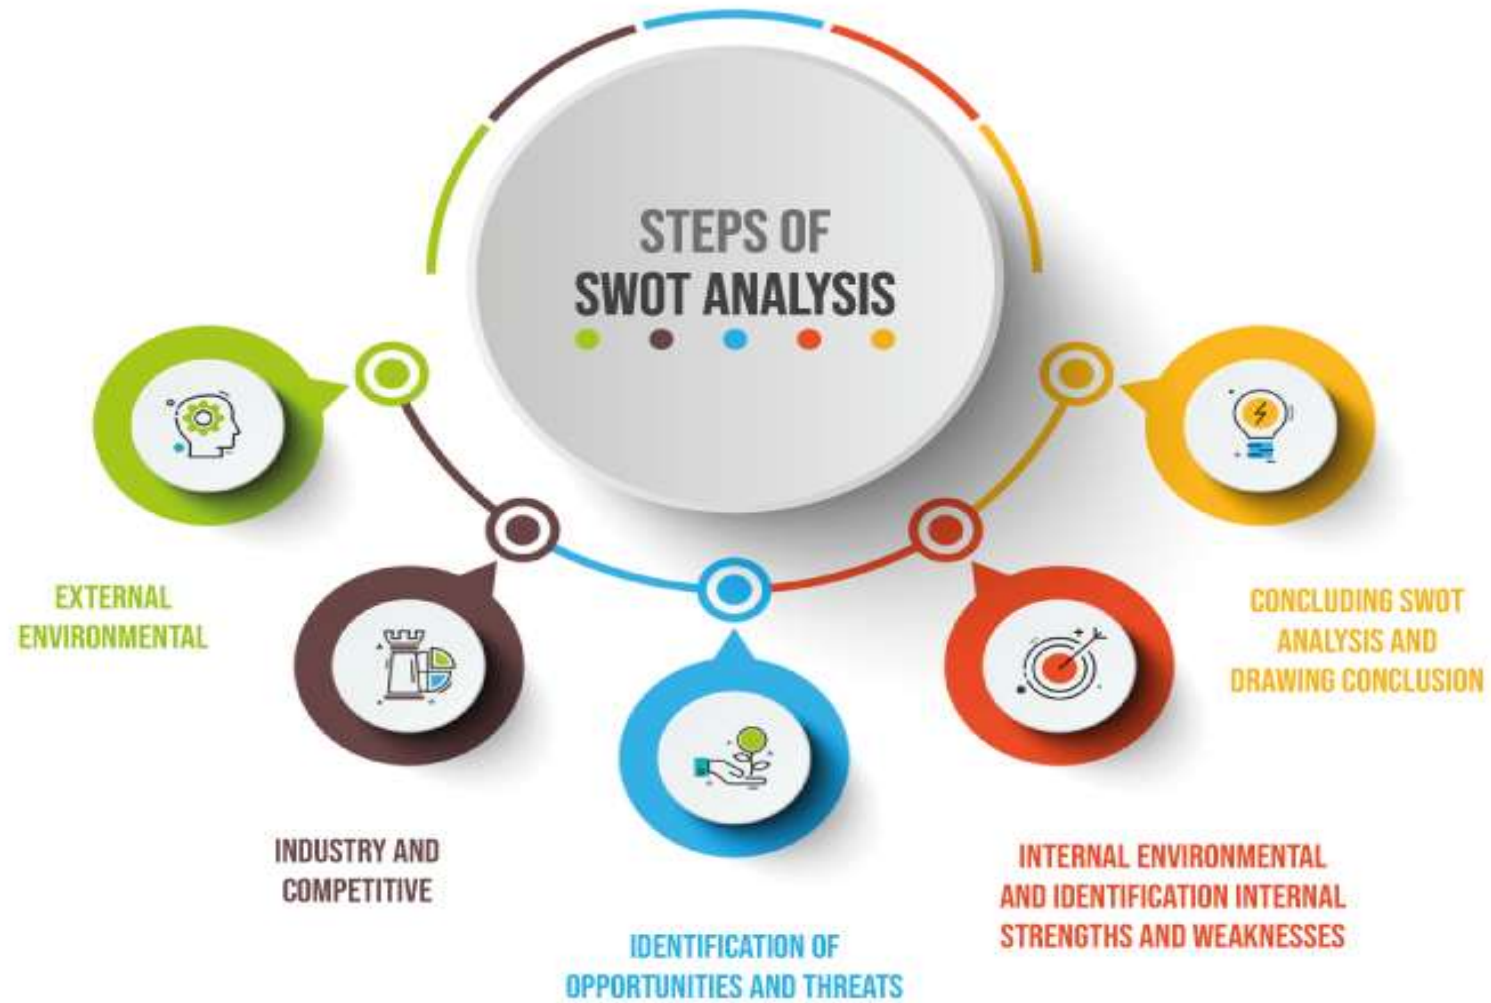 STEPS OF
SWOT ANALYSIS
EXTERNAL
ENVIRONMENTAL
INDUSTRY AND
COMPETITIVE
IDENTIFICATION OF
OPPORTUNITIES AND THREATS
INTERNAL ENVIRONMENTAL
AND IDENTIFICATION INTERNAL
STRENGTHS AND WEAKNESSES
CONCLUDING SWOT
ANALYSIS AND
DRAWING CONCLUSION